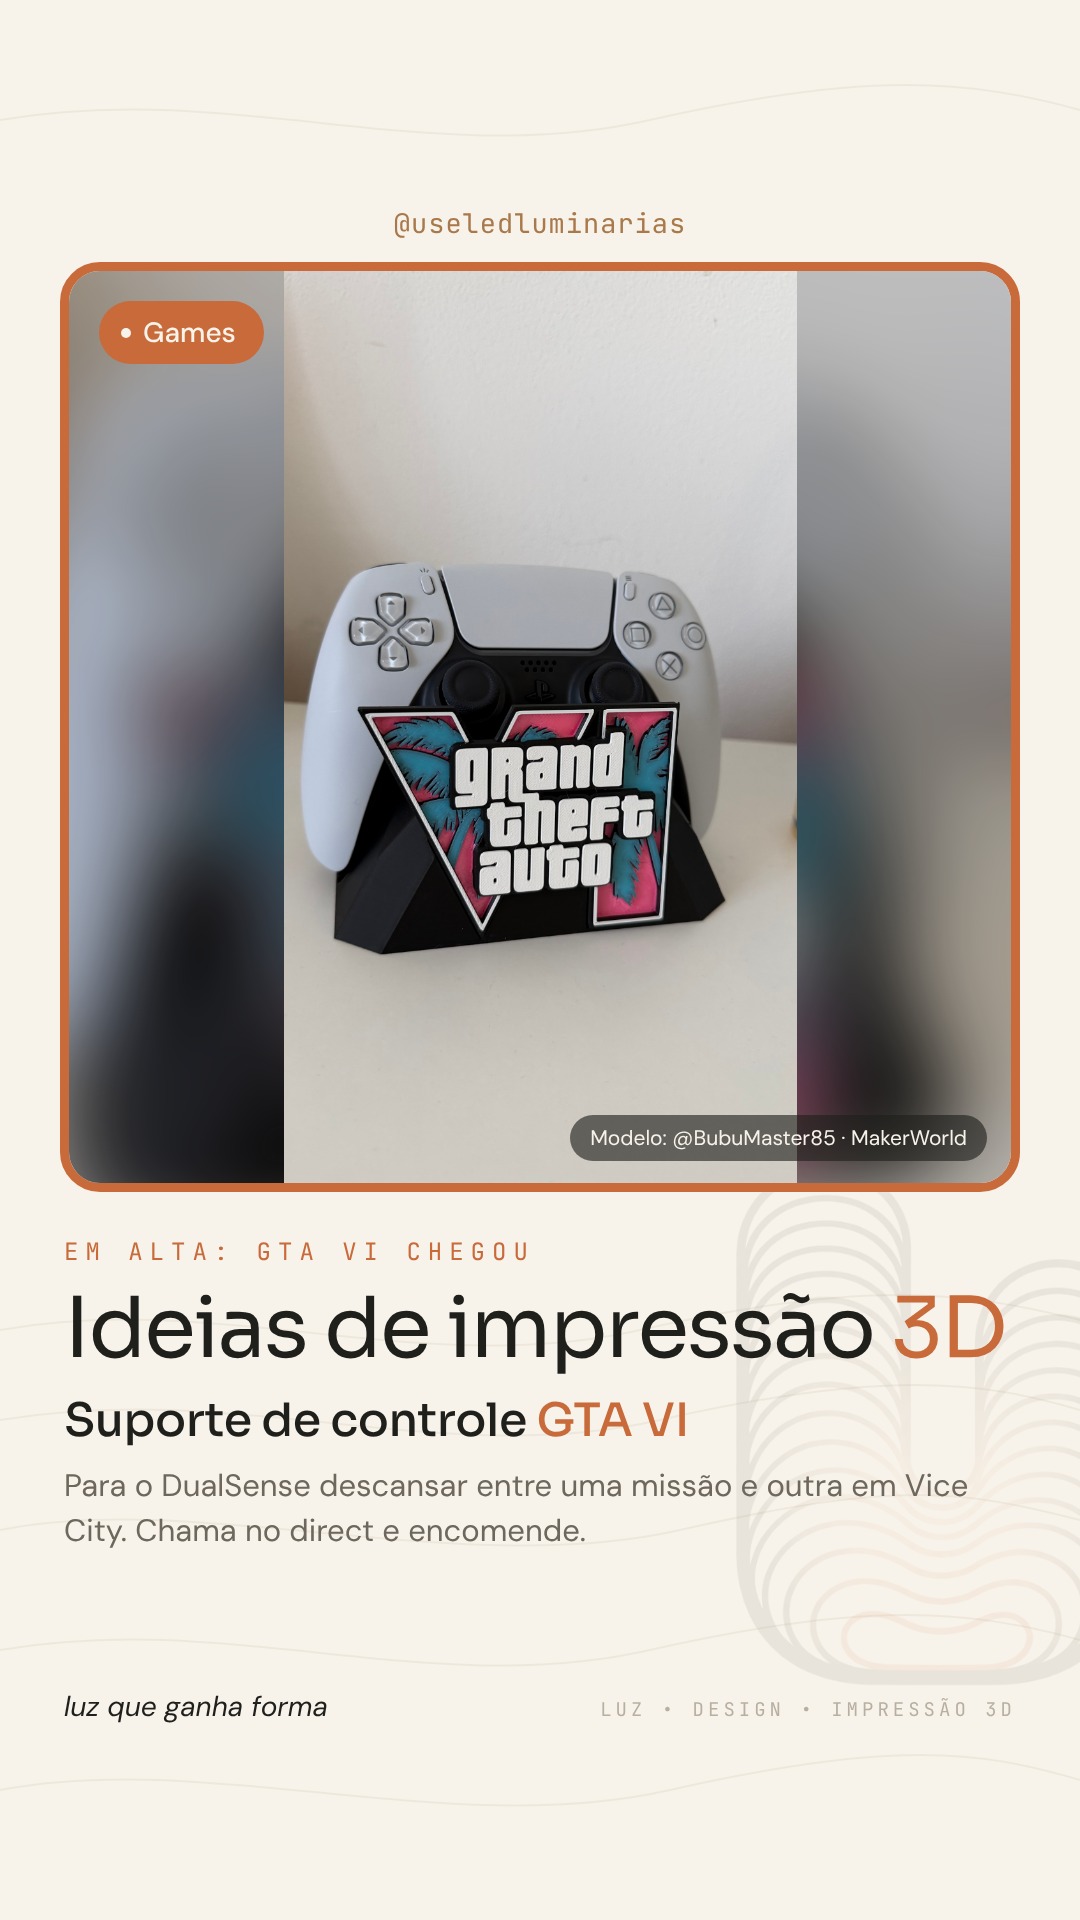 @useledluminarias
• Games
grand
theft
auto
VI
Modelo: @BubuMaster85 · MakerWorld
EM ALTA: GTA VI CHEGOU
Ideias de impressão 3D
Suporte de controle GTA VI
Para o DualSense descansar entre uma missão e outra em Vice
City. Chama no direct e encomende.
luz que ganha forma
LUZ • DESIGN • IMPRESSÃO 3D